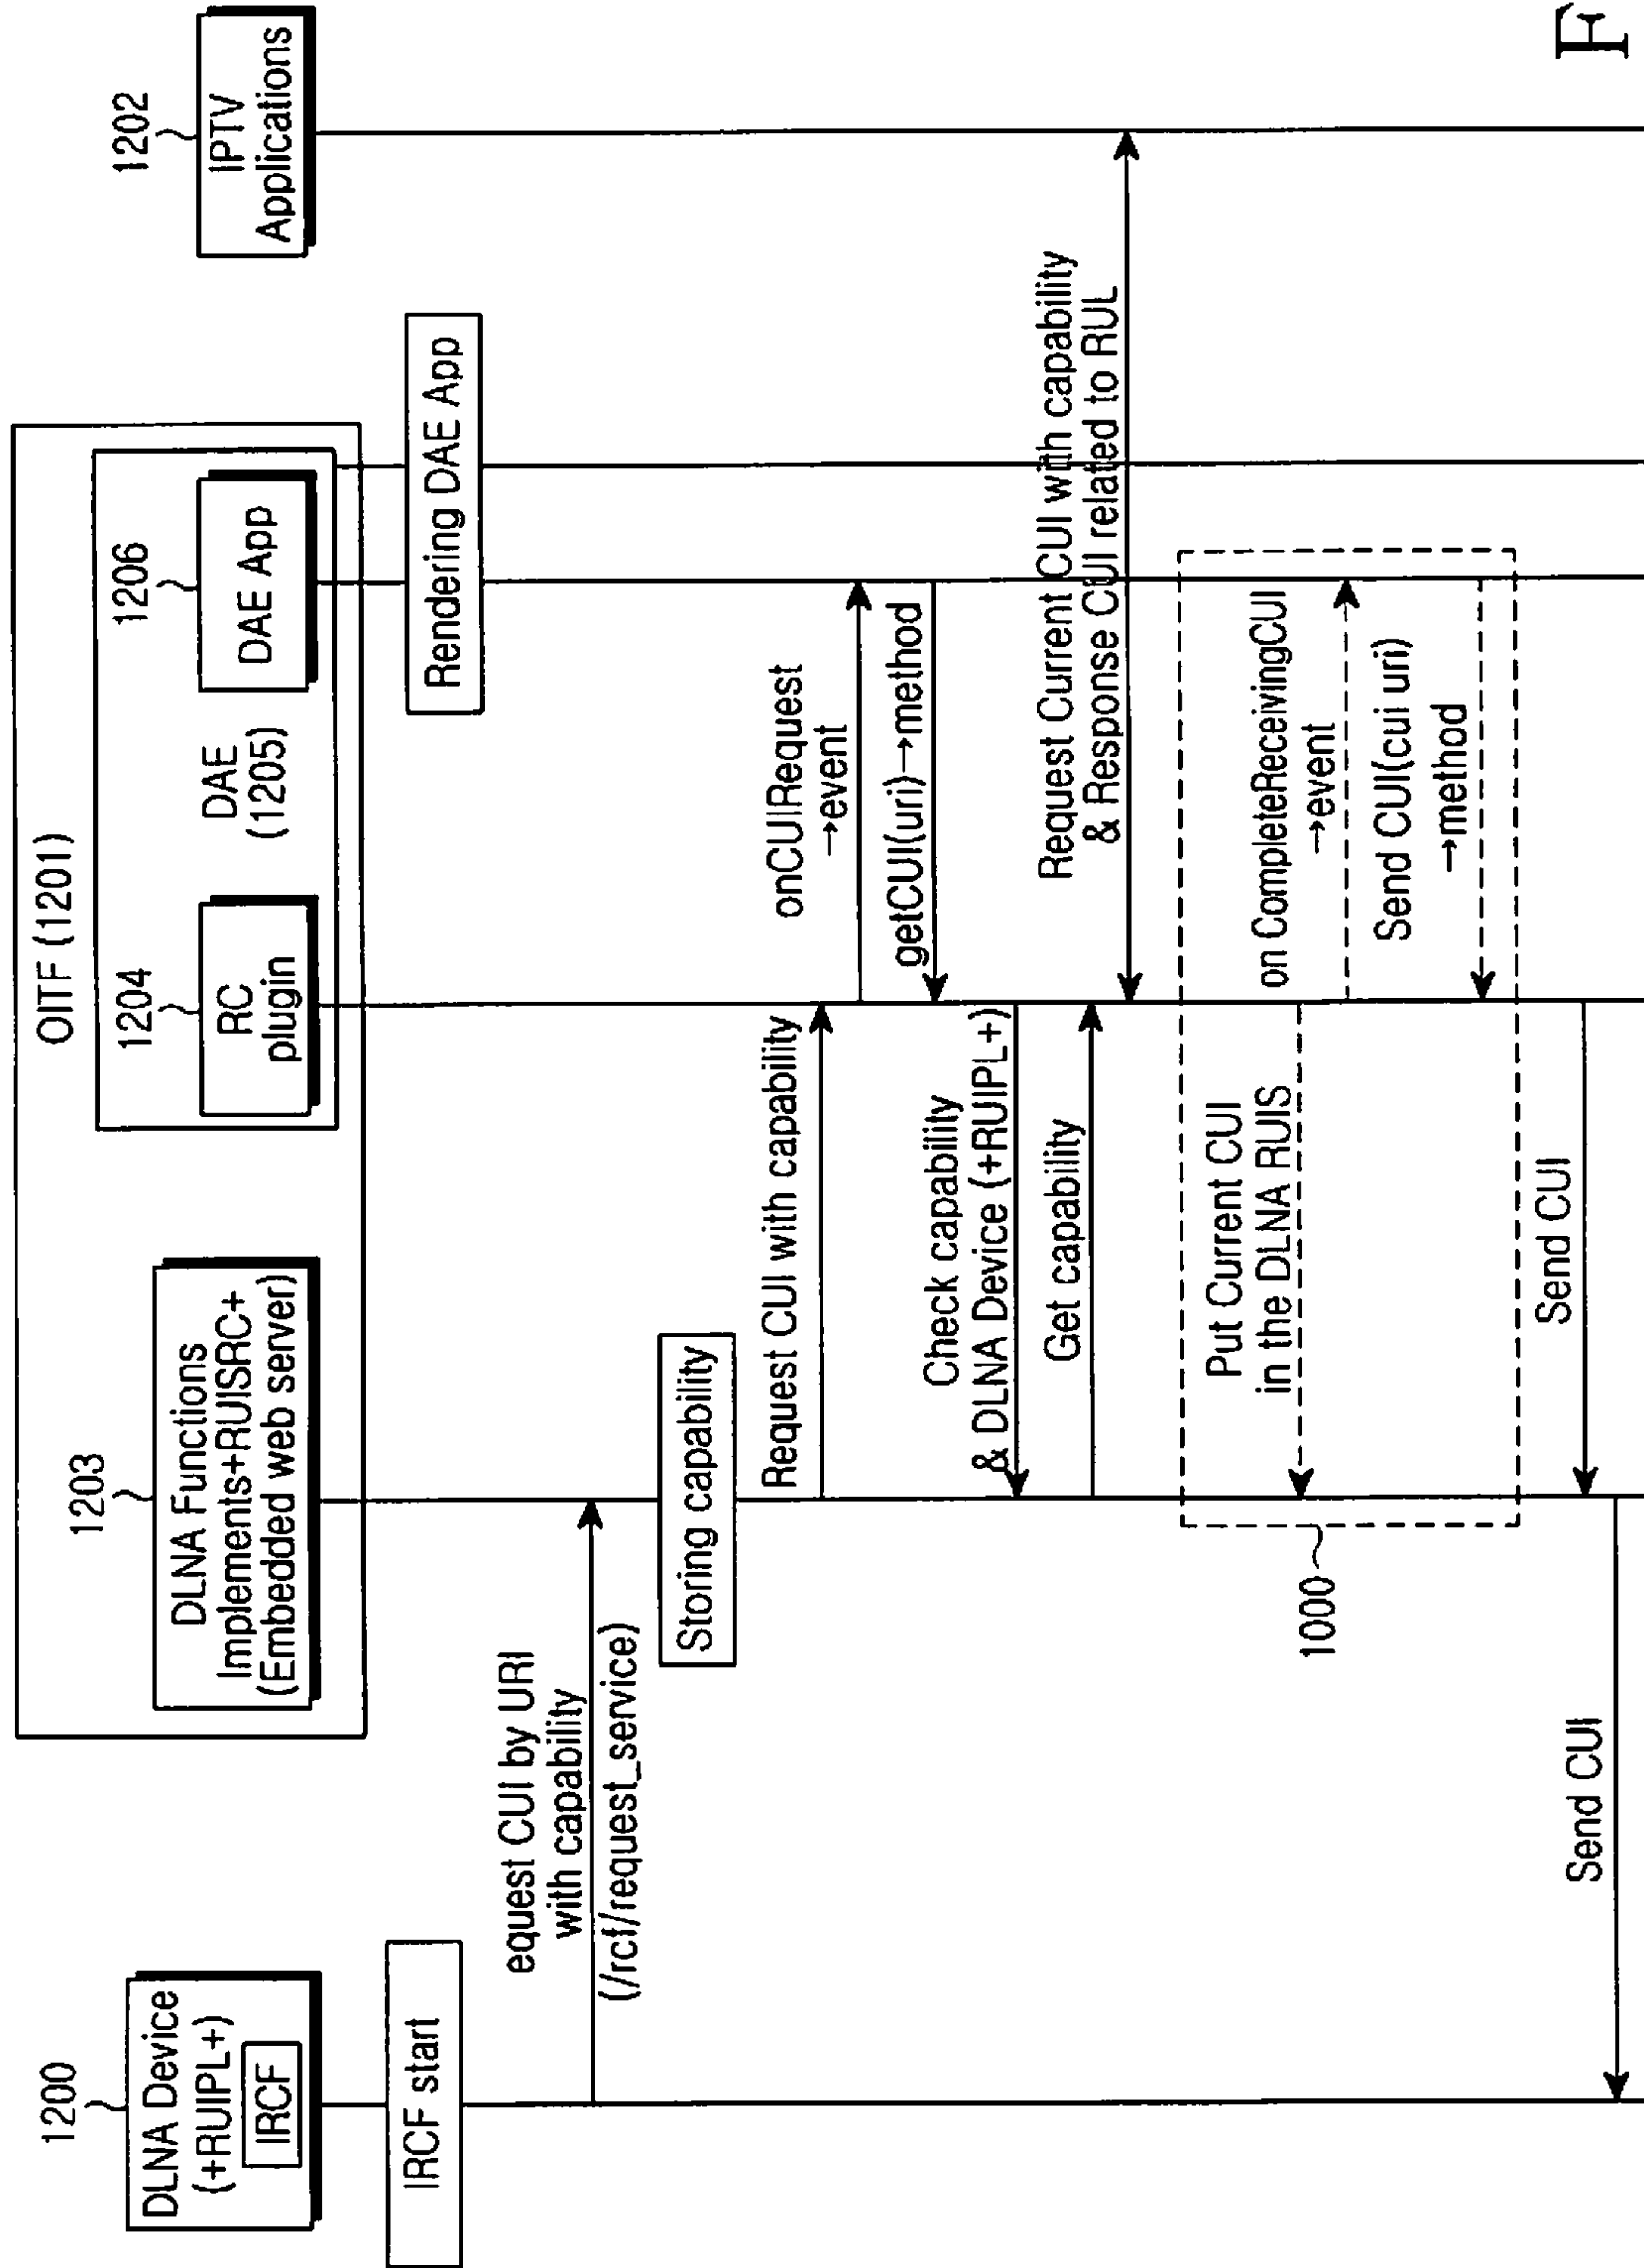 OITF (1201)
1200
DLNA Device
(+RUIPL+)
IRCF
1203
DLNA Functions
Implements+RUISRC+
(Embedded web server)
1204
RC
plugin
DAE
(1205)
1206
DAE App
1202
IPTV
Applications
IRCF start
Rendering DAE App
equest CUI by URI
with capability
(/rcf/request_service)
Storing capability
Request CUI with capability
onCUIRequest
→event
getCUI(uri)→method
Check capability
& DLNA Device (+RUIPL+)
Get capability
Request Current CUI with capability
& Response CUI related to RUL
1000
Put Current CUI
in the DLNA RUIS
on CompleteReceivingCUI
→event
Send CUI(cui uri)
→method
Send CUI
Send CUI
F